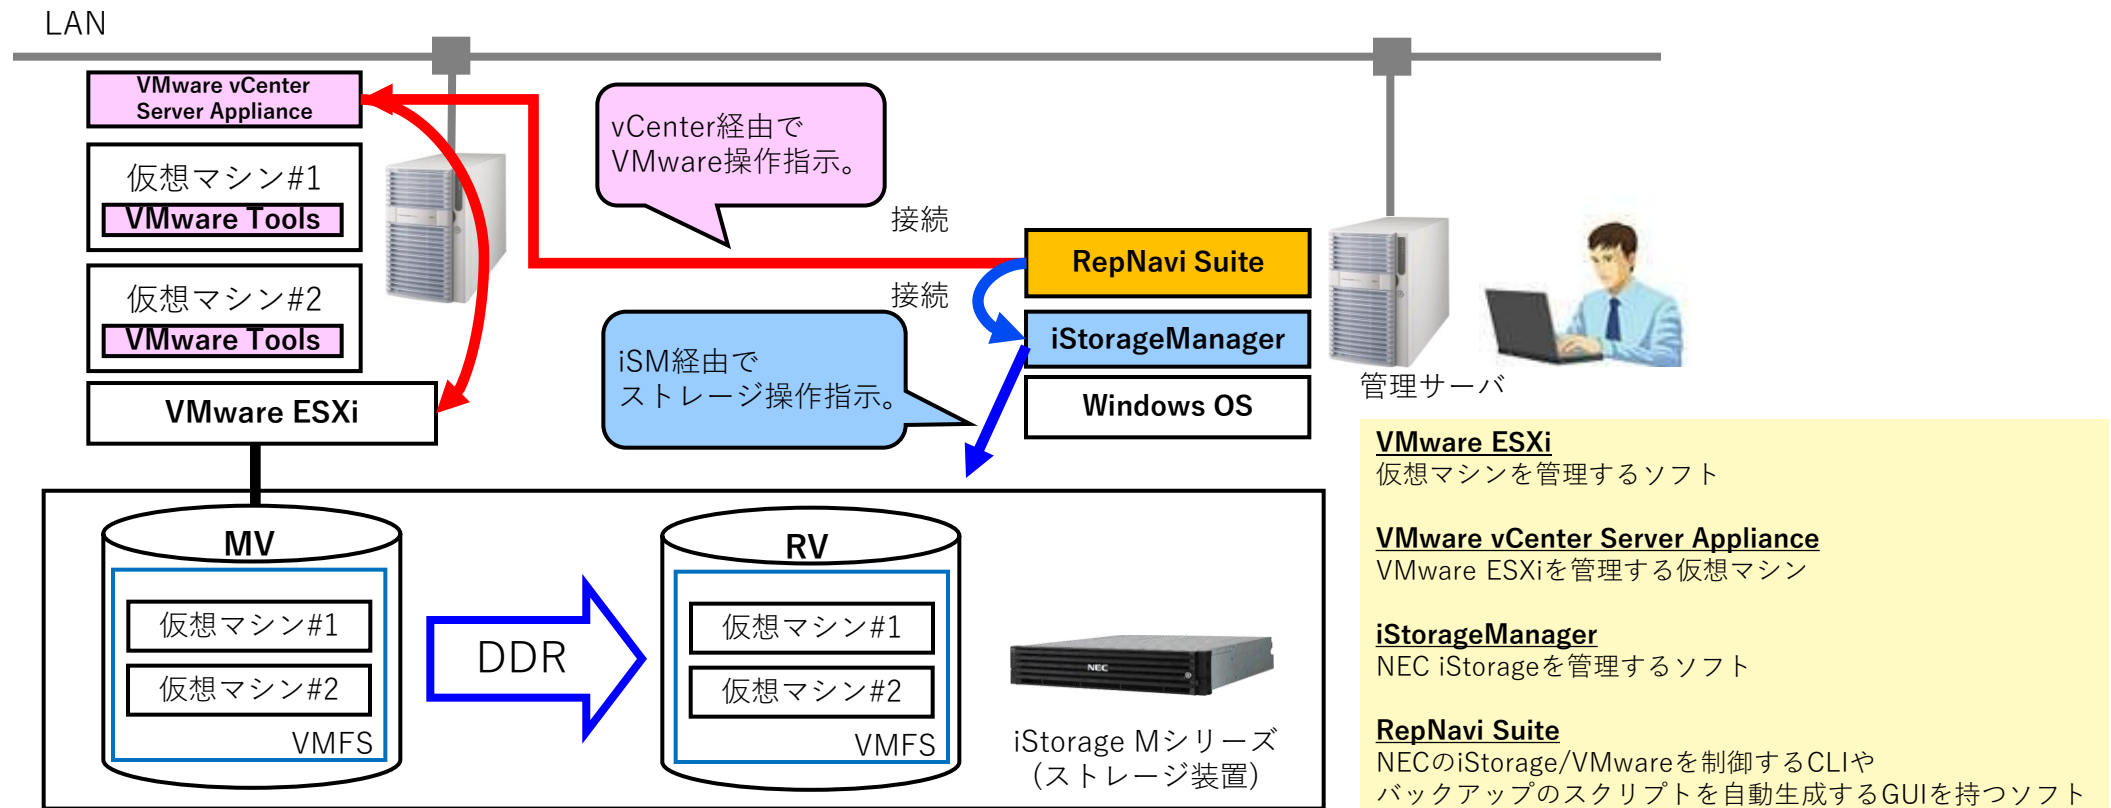 LAN
VMware vCenter
Server Appliance
仮想マシン#1
VMware Tools
仮想マシン#2
VMware Tools
VMware ESXi
vCenter経由で
VMware操作指示。
接続
接続
iSM経由で
ストレージ操作指示。
RepNavi Suite
iStorageManager
Windows OS
管理サーバ
MV
仮想マシン#1
仮想マシン#2
VMFS
DDR
RV
仮想マシン#1
仮想マシン#2
VMFS
NEC
iStorage Mシリーズ
（ストレージ装置）
VMware ESXi
仮想マシンを管理するソフト
VMware vCenter Server Appliance
VMware ESXiを管理する仮想マシン
iStorageManager
NEC iStorageを管理するソフト
RepNavi Suite
NECのiStorage/VMwareを制御するCLIや
バックアップのスクリプトを自動生成するGUIを持つソフト